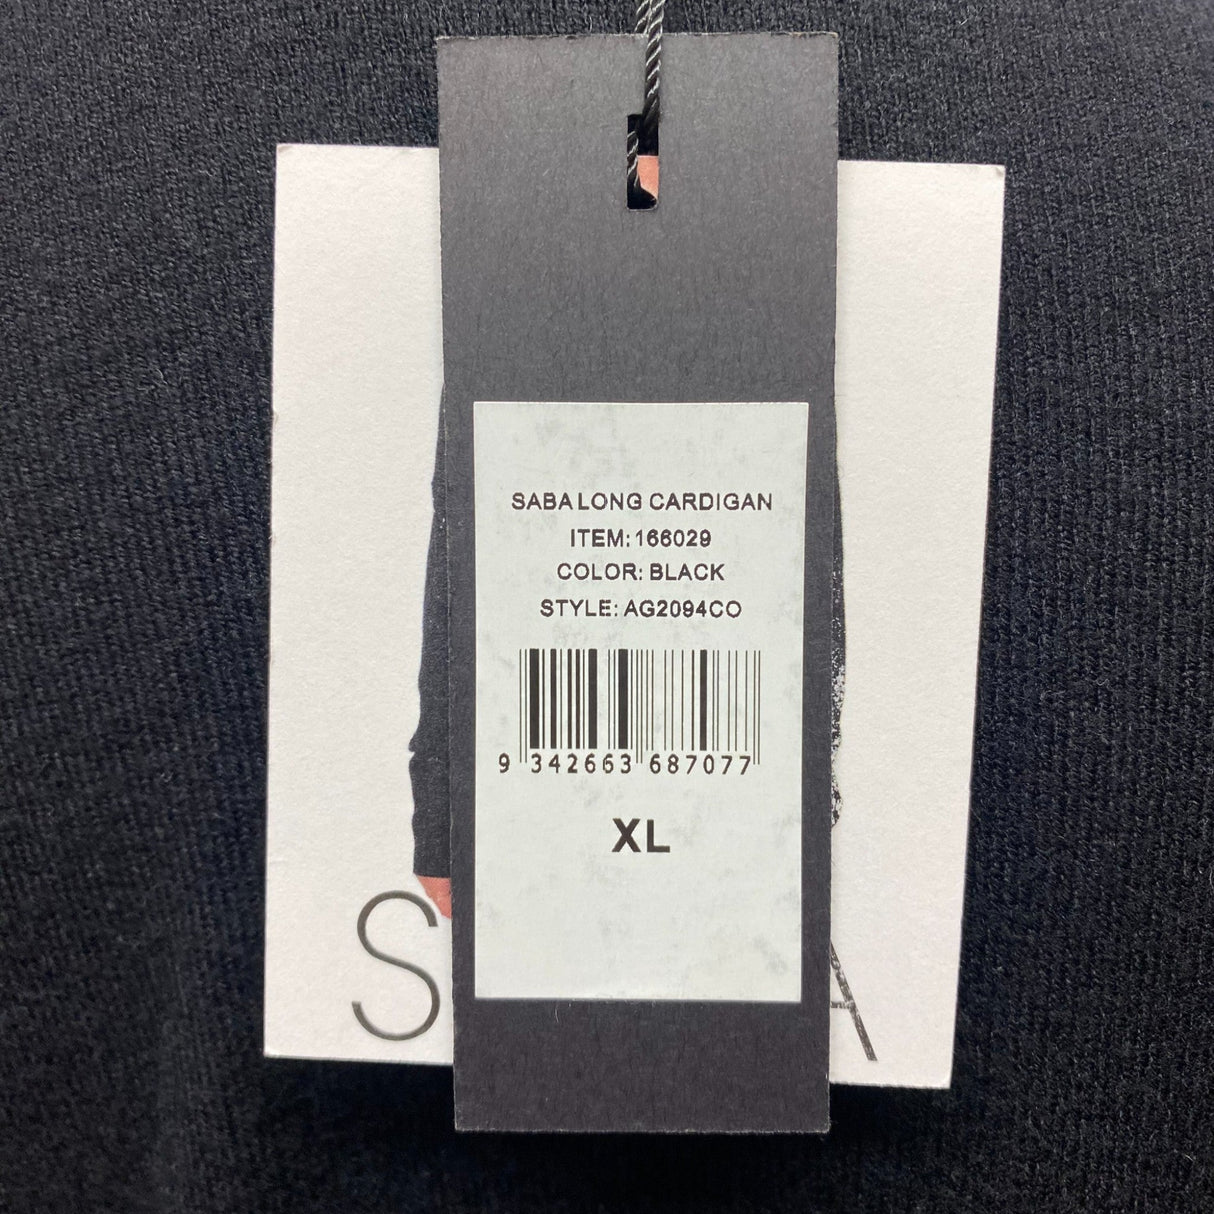 SABA LONG CARDIGAN
ITEM: 166029
COLOR: BLACK
STYLE: AG2094CO
9 342663 687077
XL
S A